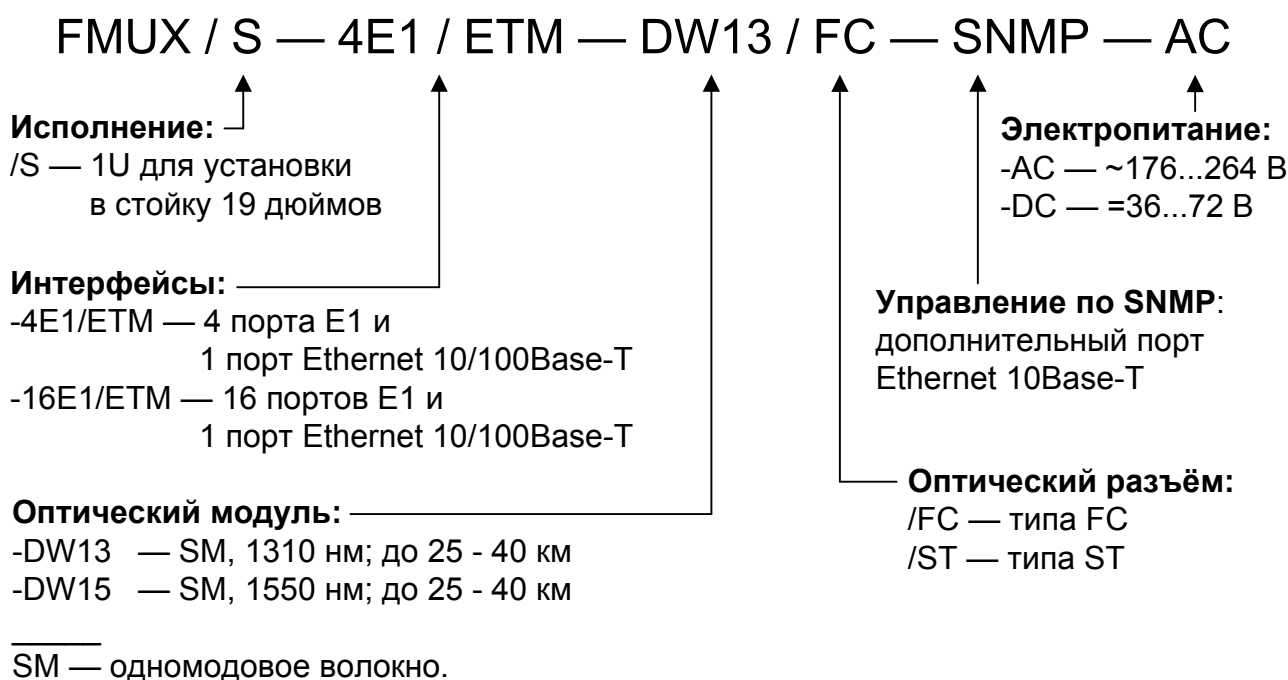 FMUX / S — 4E1 / ETM — DW13 / FC — SNMP — AC
Исполнение:
/S — 1U для установки
в стойку 19 дюймов
Электропитание:
-AC — ~176...264 В
-DC — =36...72 В
Интерфейсы:
-4E1/ETM — 4 порта E1 и
1 порт Ethernet 10/100Base-T
-16E1/ETM — 16 портов E1 и
1 порт Ethernet 10/100Base-T
Управление по SNMP:
дополнительный порт
Ethernet 10Base-T
Оптический модуль:
-DW13 — SM, 1310 нм; до 25 - 40 км
-DW15 — SM, 1550 нм; до 25 - 40 км
Оптический разъём:
/FC — типа FC
/ST — типа ST
SM — одномодовое волокно.